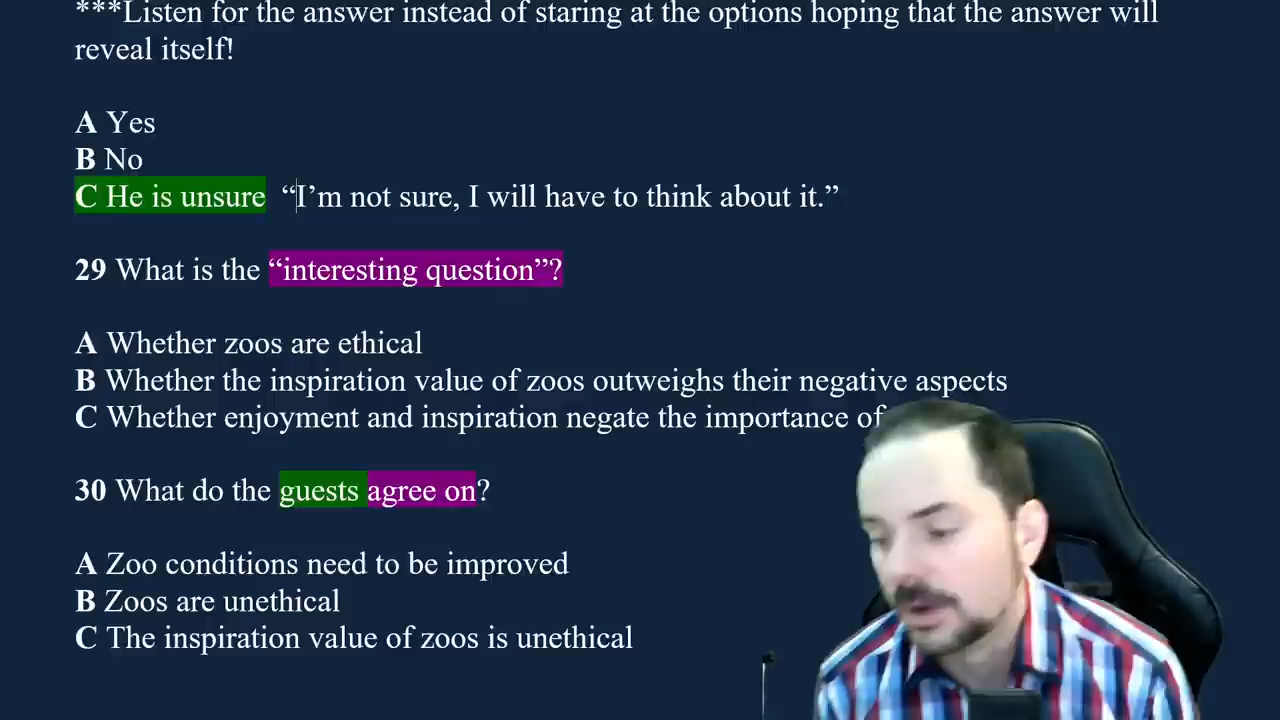 ***Listen for the answer instead of staring at the options hoping that the answer will
reveal itself!
A Yes
B No
C He is unsure “I’m not sure, I will have to think about it.”
29 What is the “interesting question”?
A Whether zoos are ethical
B Whether the inspiration value of zoos outweighs their negative aspects
C Whether enjoyment and inspiration negate the importance of
30 What do the guests agree on?
A Zoo conditions need to be improved
B Zoos are unethical
C The inspiration value of zoos is unethical